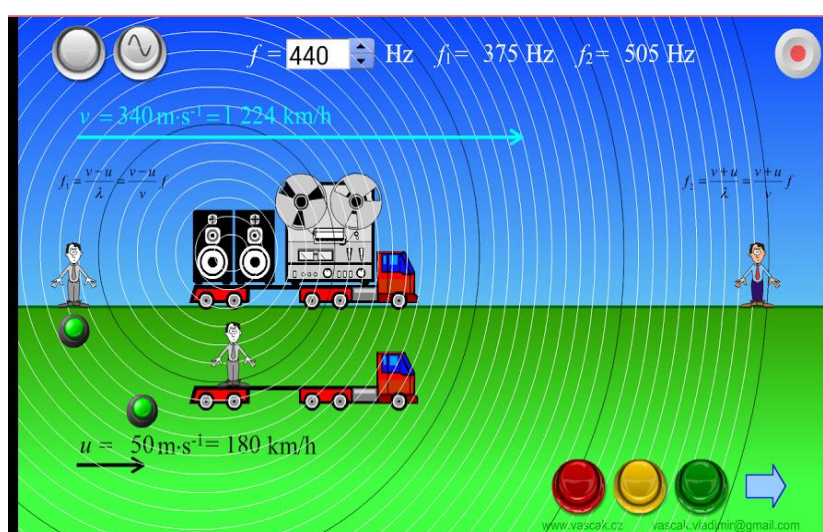 f = 440 Hz f₁ = 375 Hz f₂ = 505 Hz
v = 340 m·s⁻¹ = 1 224 km/h
f₁ = (v−u)/λ = (v−u)/v f
f₂ = (v+u)/λ = (v+u)/v f
u = 50 m·s⁻¹ = 180 km/h
www.vascak.cz vascak.vladimir@gmail.com